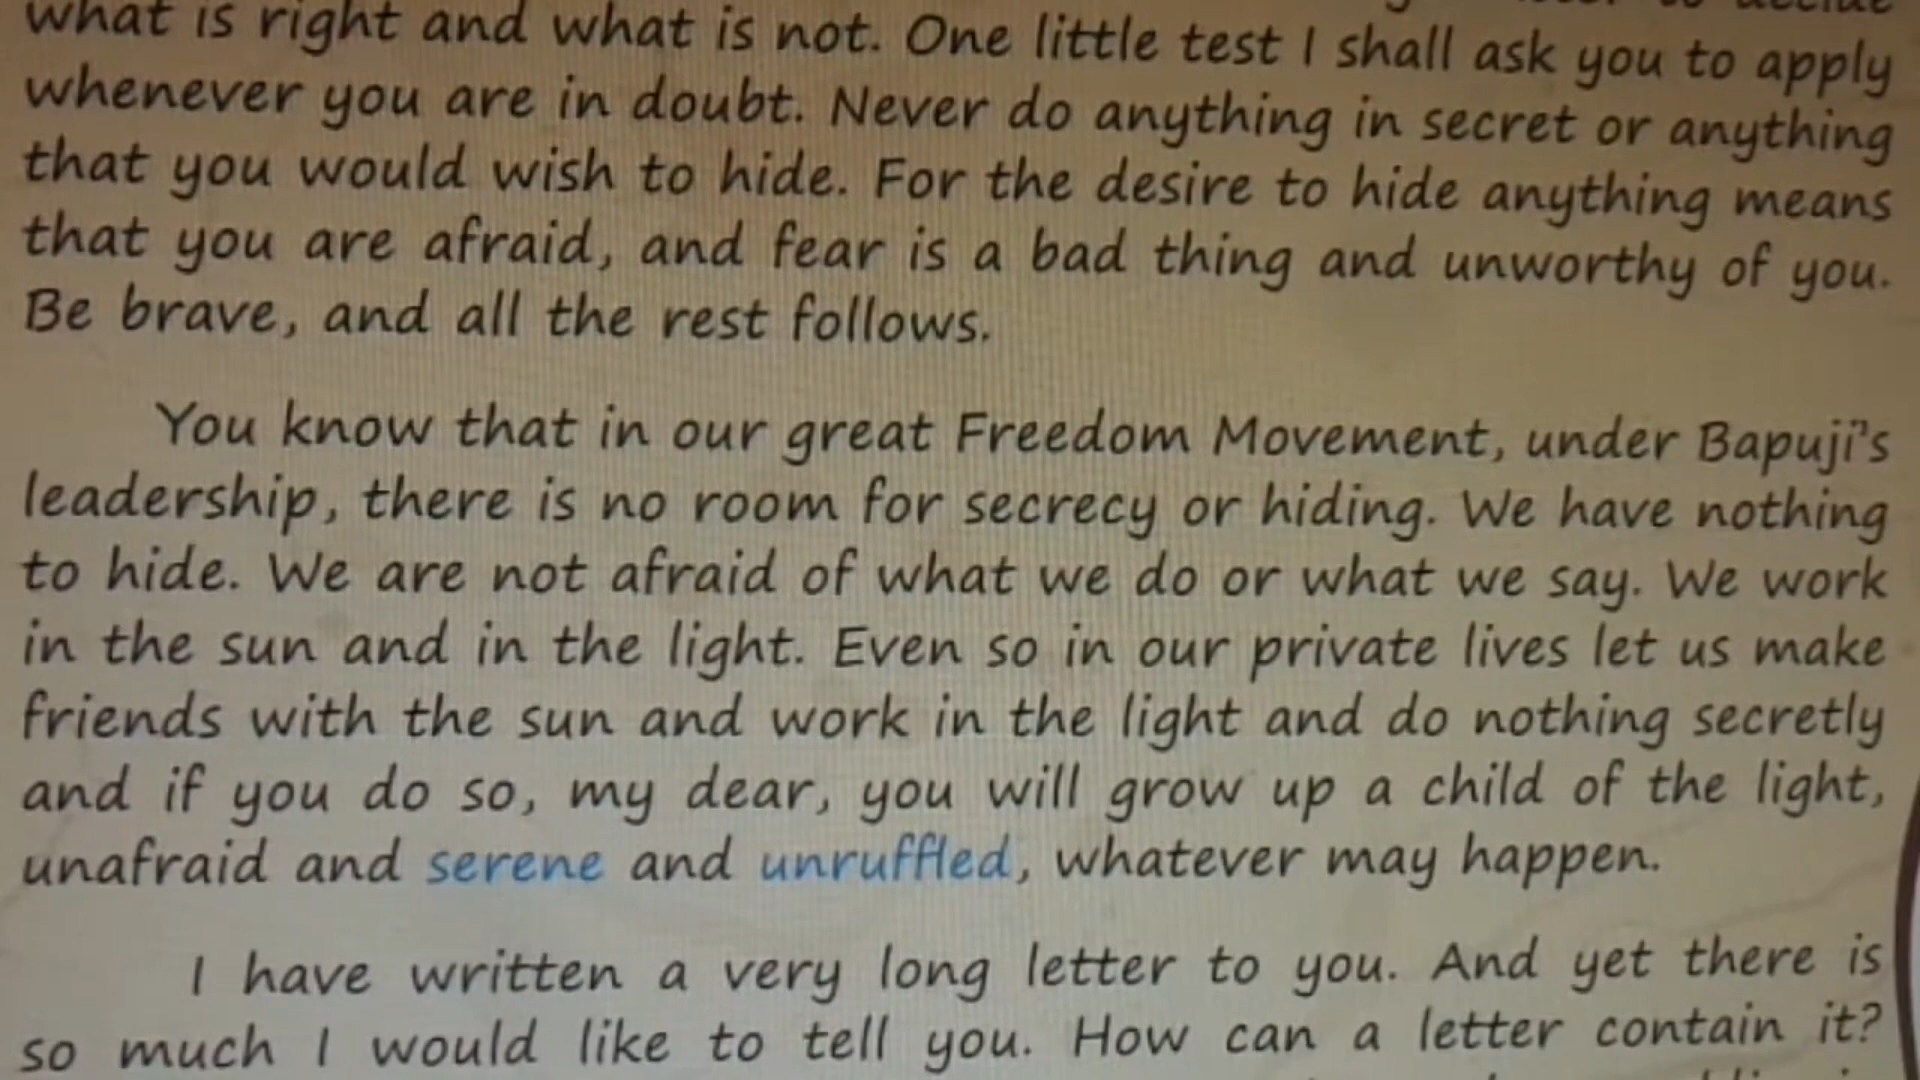 what is right and what is not. One little test I shall ask you to apply
whenever you are in doubt. Never do anything in secret or anything
that you would wish to hide. For the desire to hide anything means
that you are afraid, and fear is a bad thing and unworthy of you.
Be brave, and all the rest follows.
You know that in our great Freedom Movement, under Bapuji's
leadership, there is no room for secrecy or hiding. We have nothing
to hide. We are not afraid of what we do or what we say. We work
in the sun and in the light. Even so in our private lives let us make
friends with the sun and work in the light and do nothing secretly
and if you do so, my dear, you will grow up a child of the light,
unafraid and serene and unruffled, whatever may happen.
I have written a very long letter to you. And yet there is
so much I would like to tell you. How can a letter contain it?